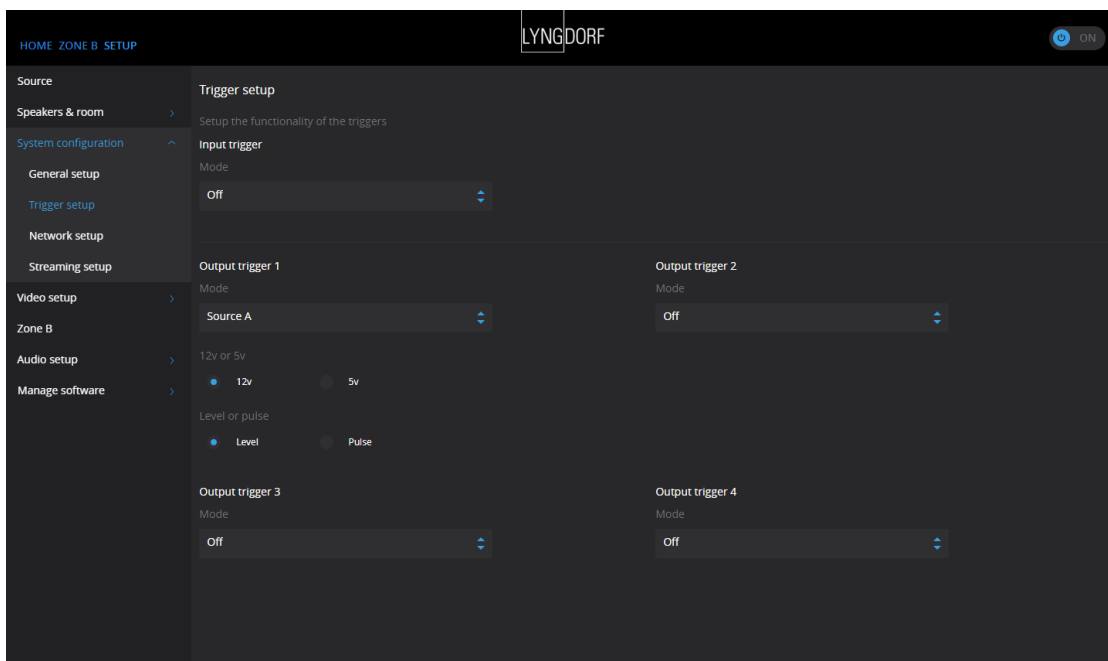 LYNGDORF
HOME ZONE B SETUP
ON
Source
Speakers & room
System configuration
General setup
Trigger setup
Network setup
Streaming setup
Video setup
Zone B
Audio setup
Manage software
Trigger setup
Setup the functionality of the triggers
Input trigger
Mode
Off
Output trigger 1
Mode
Source A
12v or 5v
12v 5v
Level or pulse
Level Pulse
Output trigger 2
Mode
Off
Output trigger 3
Mode
Off
Output trigger 4
Mode
Off